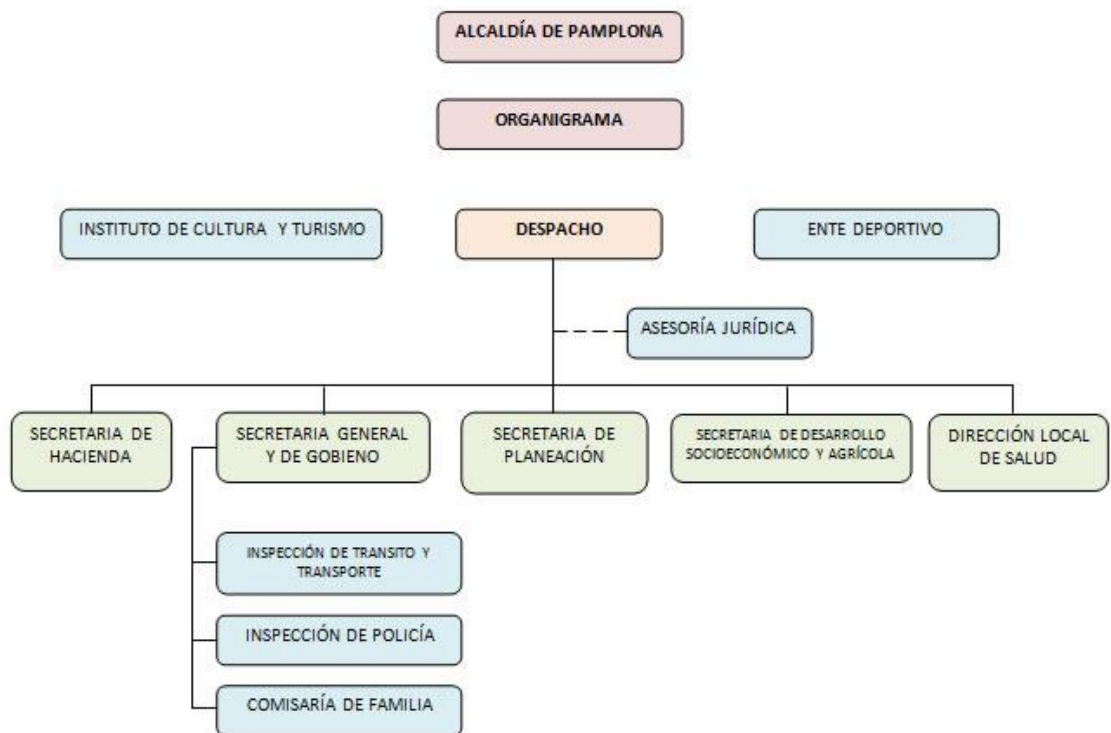 ALCALDÍA DE PAMPLONA
ORGANIGRAMA
INSTITUTO DE CULTURA Y TURISMO
DESPACHO
ENTE DEPORTIVO
ASESORÍA JURÍDICA
SECRETARIA DE
HACIENDA
SECRETARIA GENERAL
Y DE GOBIENO
SECRETARIA DE
PLANEACIÓN
SECRETARIA DE DESARROLLO
SOCIOECONÓMICO Y AGRÍCOLA
DIRECCIÓN LOCAL
DE SALUD
INSPECCIÓN DE TRANSITO Y
TRANSPORTE
INSPECCIÓN DE POLICÍA
COMISARÍA DE FAMILIA